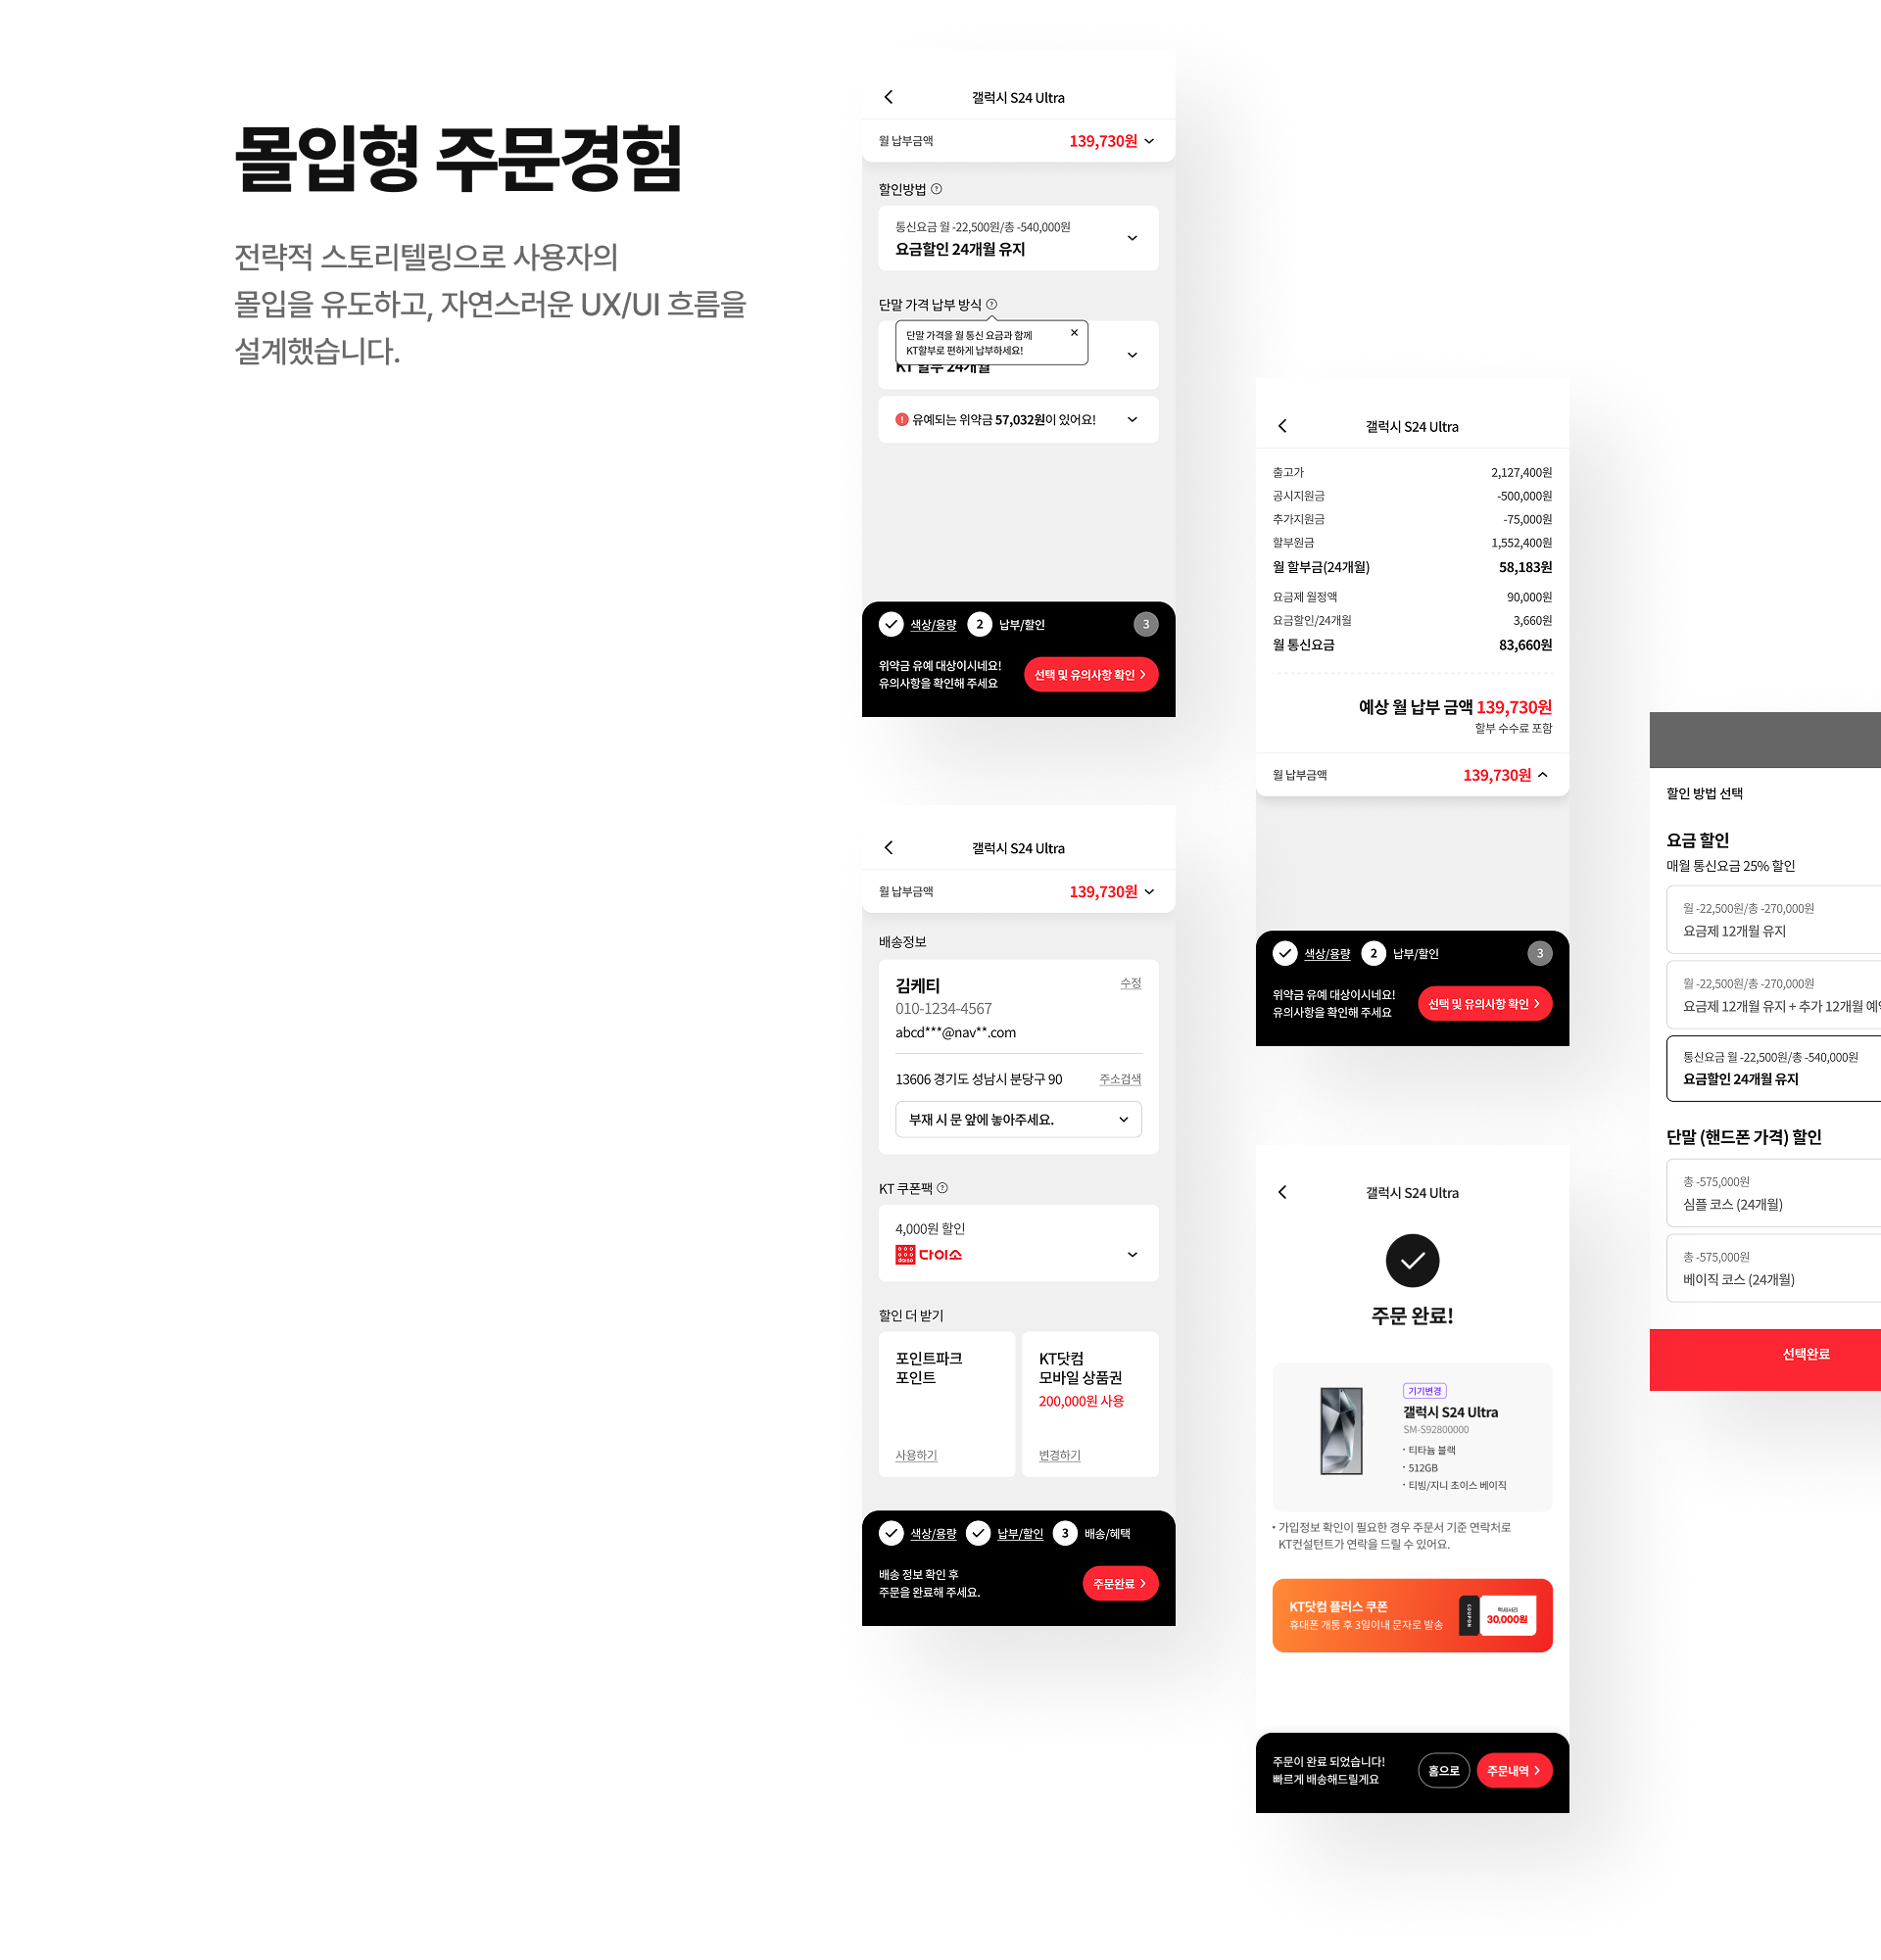 몰입형 주문경험
전략적 스토리텔링으로 사용자의
몰입을 유도하고, 자연스러운 UX/UI 흐름을
설계했습니다.
갤럭시 S24 Ultra
월 납부금액 139,730원
할인방법
통신요금 월 -22,500원/총 -540,000원
요금할인 24개월 유지
단말 가격 납부 방식
단말 가격을 월 통신 요금과 함께
KT할부로 편하게 납부하세요!
KT 할부 24개월
유예되는 위약금 57,032원이 있어요!
색상/용량 2 납부/할인 3
위약금 유예 대상이시네요!
유의사항을 확인해 주세요
선택 및 유의사항 확인
갤럭시 S24 Ultra
월 납부금액 139,730원
배송정보
김케티 수정
010-1234-4567
abcd***@nav**.com
13606 경기도 성남시 분당구 90 주소검색
부재 시 문 앞에 놓아주세요.
KT 쿠폰팩
4,000원 할인
daiso 다이소
할인 더 받기
포인트파크
포인트
사용하기
KT닷컴
모바일 상품권
200,000원 사용
변경하기
색상/용량 납부/할인 3 배송/혜택
배송 정보 확인 후
주문을 완료해 주세요.
주문완료
갤럭시 S24 Ultra
출고가 2,127,400원
공시지원금 -500,000원
추가지원금 -75,000원
할부원금 1,552,400원
월 할부금(24개월) 58,183원
요금제 월정액 90,000원
요금할인/24개월 3,660원
월 통신요금 83,660원
예상 월 납부 금액 139,730원
할부 수수료 포함
월 납부금액 139,730원
색상/용량 2 납부/할인 3
위약금 유예 대상이시네요!
유의사항을 확인해 주세요
선택 및 유의사항 확인
갤럭시 S24 Ultra
주문 완료!
기기변경
갤럭시 S24 Ultra
SM-S92800000
· 티타늄 블랙
· 512GB
· 티빙/지니 초이스 베이직
• 가입정보 확인이 필요한 경우 주문서 기준 연락처로
KT컨설턴트가 연락을 드릴 수 있어요.
KT닷컴 플러스 쿠폰
휴대폰 개통 후 3일이내 문자로 발송
COUPON
액세서리
30,000원
주문이 완료 되었습니다!
빠르게 배송해드릴게요
홈으로
주문내역
할인 방법 선택
요금 할인
매월 통신요금 25% 할인
월 -22,500원/총 -270,000원
요금제 12개월 유지
월 -22,500원/총 -270,000원
요금제 12개월 유지 + 추가 12개월
통신요금 월 -22,500원/총 -540,000원
요금할인 24개월 유지
단말 (핸드폰 가격) 할인
총 -575,000원
심플 코스 (24개월)
총 -575,000원
베이직 코스 (24개월)
선택완료